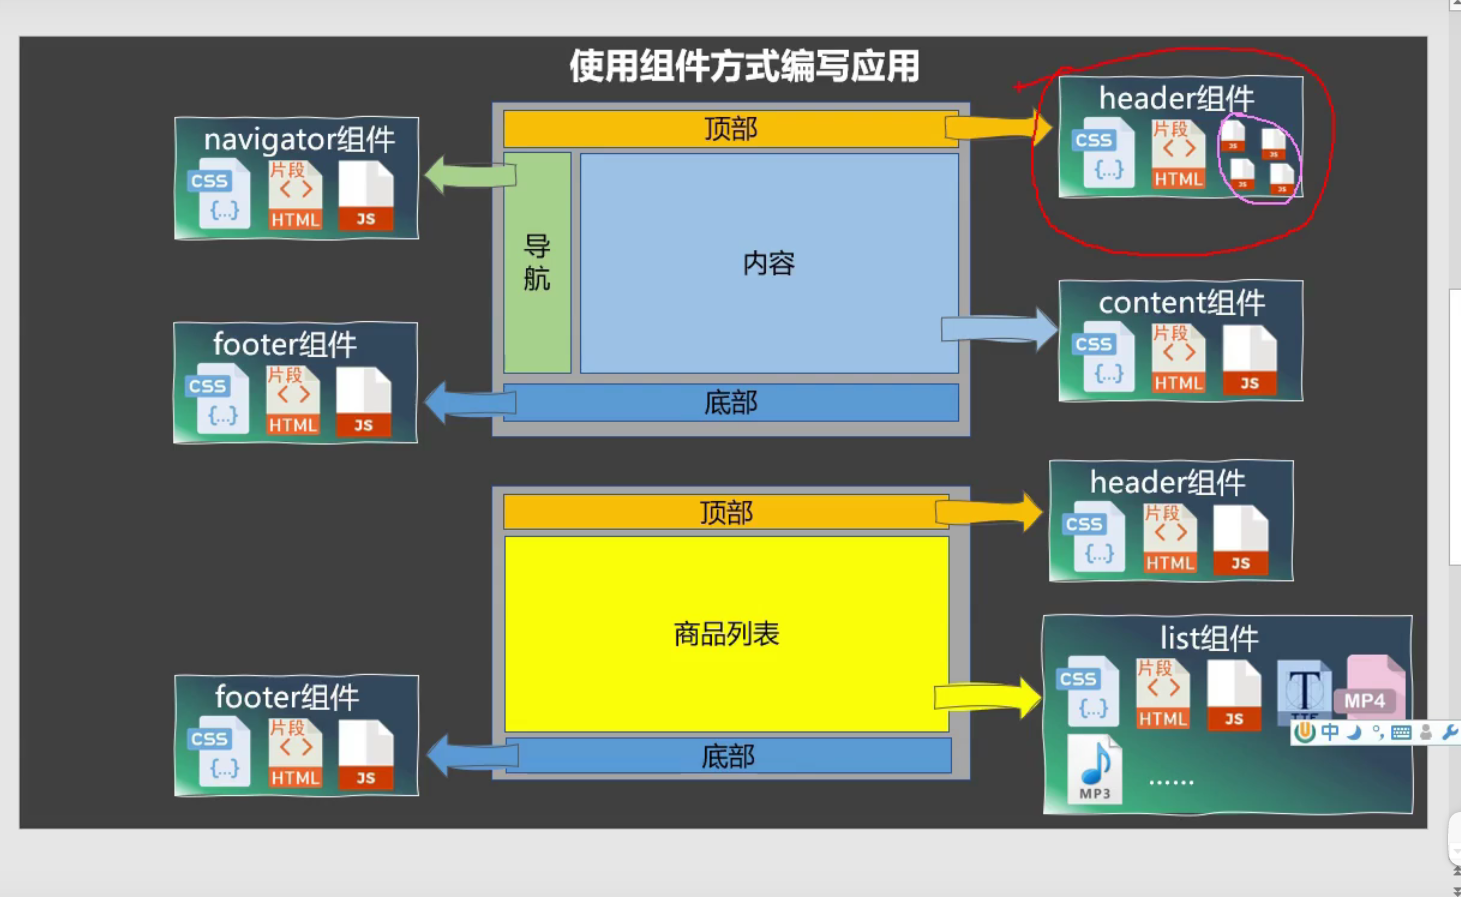 使用组件方式编写应用
navigator组件
CSS
{...}
片段
< >
HTML
JS
顶部
导
航
内容
底部
header组件
CSS
{...}
片段
< >
HTML
JS
JS
JS
JS
footer组件
CSS
{...}
片段
< >
HTML
JS
content组件
CSS
{...}
片段
< >
HTML
JS
顶部
商品列表
底部
header组件
CSS
{...}
片段
< >
HTML
JS
footer组件
CSS
{...}
片段
< >
HTML
JS
list组件
CSS
{...}
片段
< >
HTML
JS
T
TTF
MP4
中
MP3
......